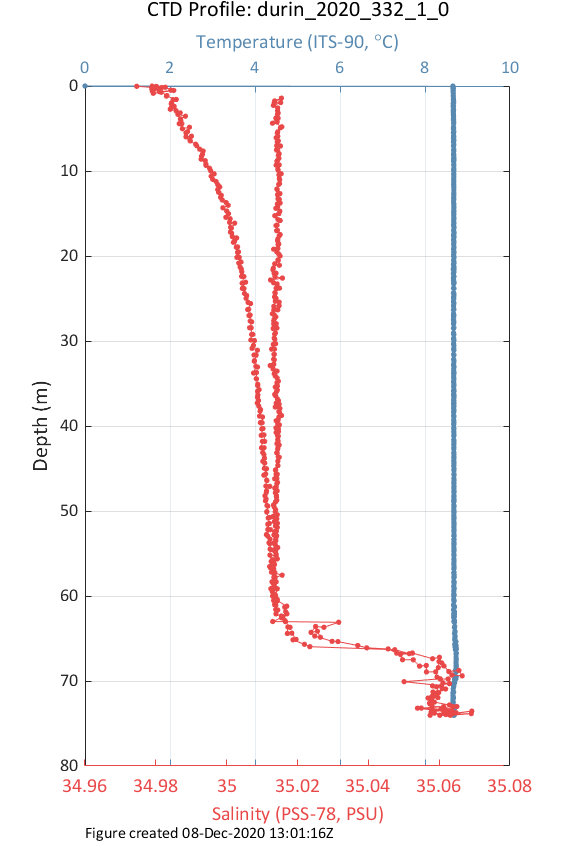 CTD Profile: durin_2020_332_1_0
Temperature (ITS-90, °C)
0 2 4 6 8 10
0
10
20
30
40
50
60
70
80
Depth (m)
34.96 34.98 35 35.02 35.04 35.06 35.08
Salinity (PSS-78, PSU)
Figure created 08-Dec-2020 13:01:16Z